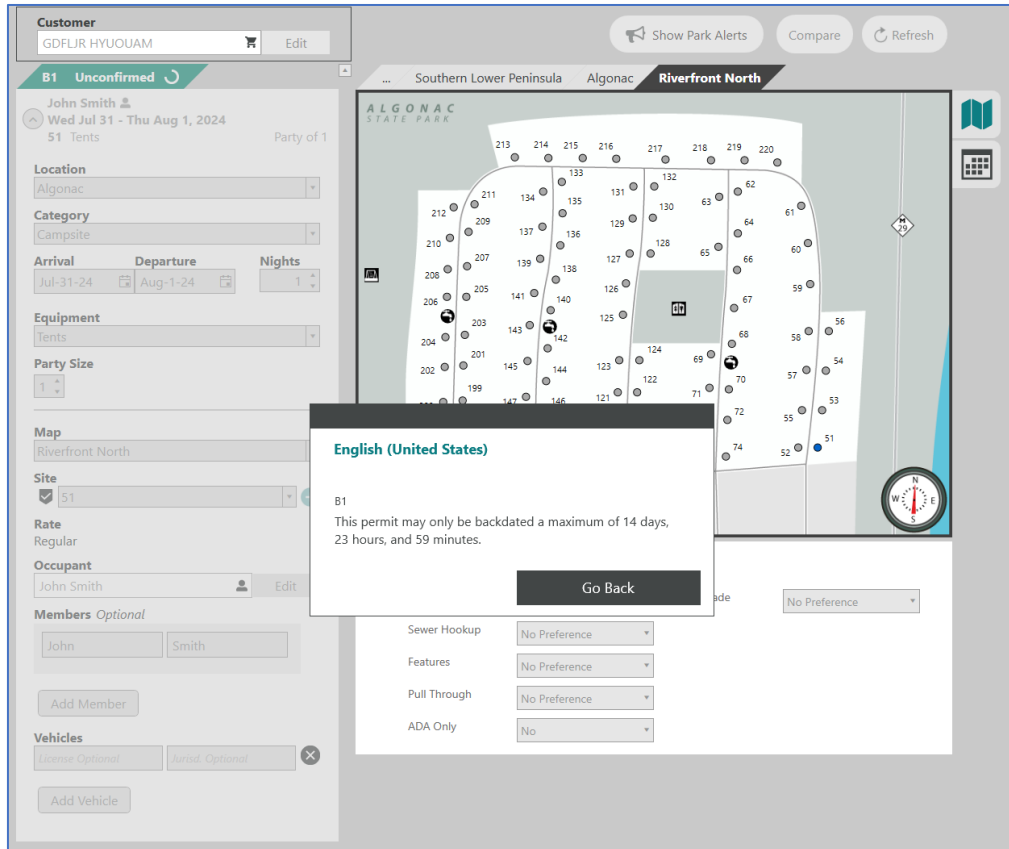 Customer
GDFLJR HYUOUAM
Edit
Show Park Alerts
Compare
Refresh
B1 Unconfirmed
John Smith
Wed Jul 31 - Thu Aug 1, 2024
51 Tents
Party of 1
Location
Algonac
Category
Campsite
Arrival Departure Nights
Jul-31-24 Aug-1-24 1
Equipment
Tents
Party Size
1
Map
Riverfront North
Site
51
Rate
Regular
Occupant
John Smith
Edit
Members Optional
John Smith
Add Member
Vehicles
License Optional Jurisd. Optional
Add Vehicle
... Southern Lower Peninsula Algonac Riverfront North
ALGONAC
STATE PARK
213 214 215 216 217 218 219 220
133 132
212 211 134 131 62
135 130 63 61
210 209 137 136 129 64
128 65 60
208 207 139 138 127 66
206 205 141 140 126 59
67
125
204 203 143 142 68 58 56
202 201 145 144 123 124 69 57 54
199 147 146 121 122 71 70 55 53
72
74 52 51
M
29
N
W E
S
English (United States)
B1
This permit may only be backdated a maximum of 14 days,
23 hours, and 59 minutes.
Go Back
ade No Preference
Sewer Hookup No Preference
Features No Preference
Pull Through No Preference
ADA Only No